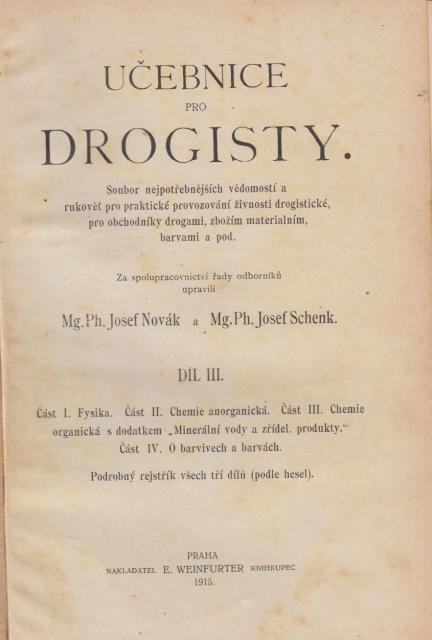 UČEBNICE
PRO
DROGISTY.
Soubor nejpotřebnějších vědomostí a
rukověť pro praktické provozování živnosti drogistické,
pro obchodníky drogami, zbožím materialním,
barvami a pod.
Za spolupracovnictví řady odborníků
upravili
Mg. Ph. Josef Novák a Mg. Ph. Josef Schenk.
DÍL III.
Část I. Fysika. Část II. Chemie anorganická. Část III. Chemie
organická s dodatkem „Minerální vody a zřídel. produkty."
Část IV. O barvivech a barvách.
Podrobný rejstřík všech tří dílů (podle hesel).
PRAHA
NAKLADATEL E. WEINFURTER KNIHKUPEC
1915.